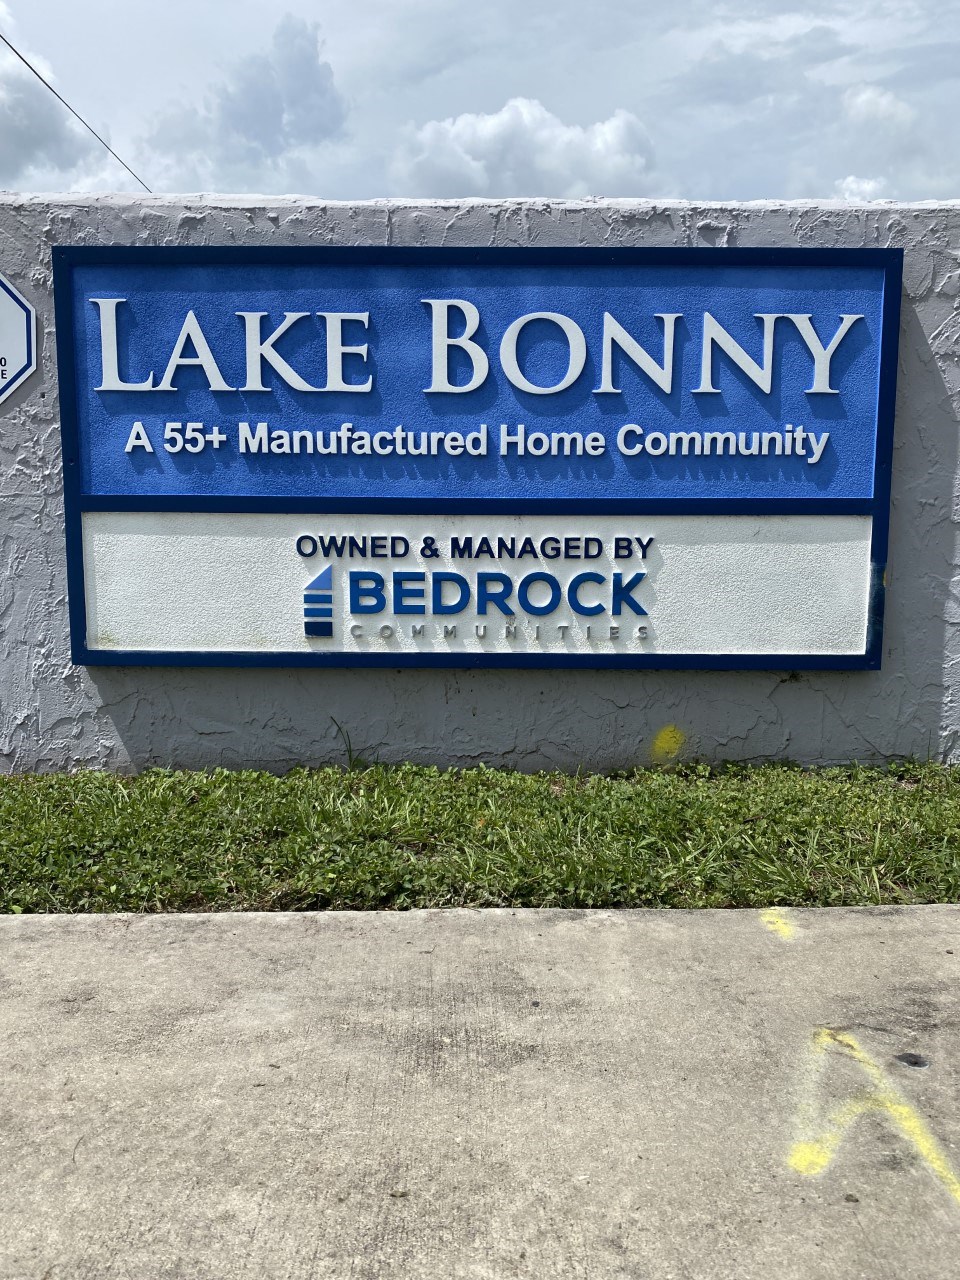 LAKE BONNY
A 55+ Manufactured Home Community
OWNED & MANAGED BY
BEDROCK
COMMUNITIES